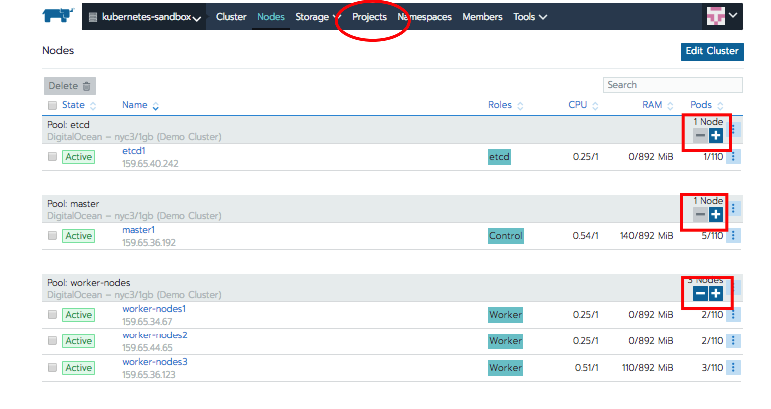 kubernetes-sandbox Cluster Nodes Storage Projects Namespaces Members Tools
Nodes Edit Cluster
Delete Search
State Name Roles CPU RAM Pods
Pool: etcd 1 Node
DigitalOcean – nyc3/1gb (Demo Cluster)
Active etcd1 etcd 0.25/1 0/892 MiB 1/110
159.65.40.242
Pool: master 1 Node
DigitalOcean – nyc3/1gb (Demo Cluster)
Active master1 Control 0.54/1 140/892 MiB 5/110
159.65.36.192
Pool: worker-nodes 3 Nodes
DigitalOcean – nyc3/1gb (Demo Cluster)
Active worker-nodes1 Worker 0.25/1 0/892 MiB 2/110
159.65.34.67
Active worker-nodes2 Worker 0.25/1 0/892 MiB 2/110
159.65.44.65
Active worker-nodes3 Worker 0.51/1 110/892 MiB 3/110
159.65.36.123